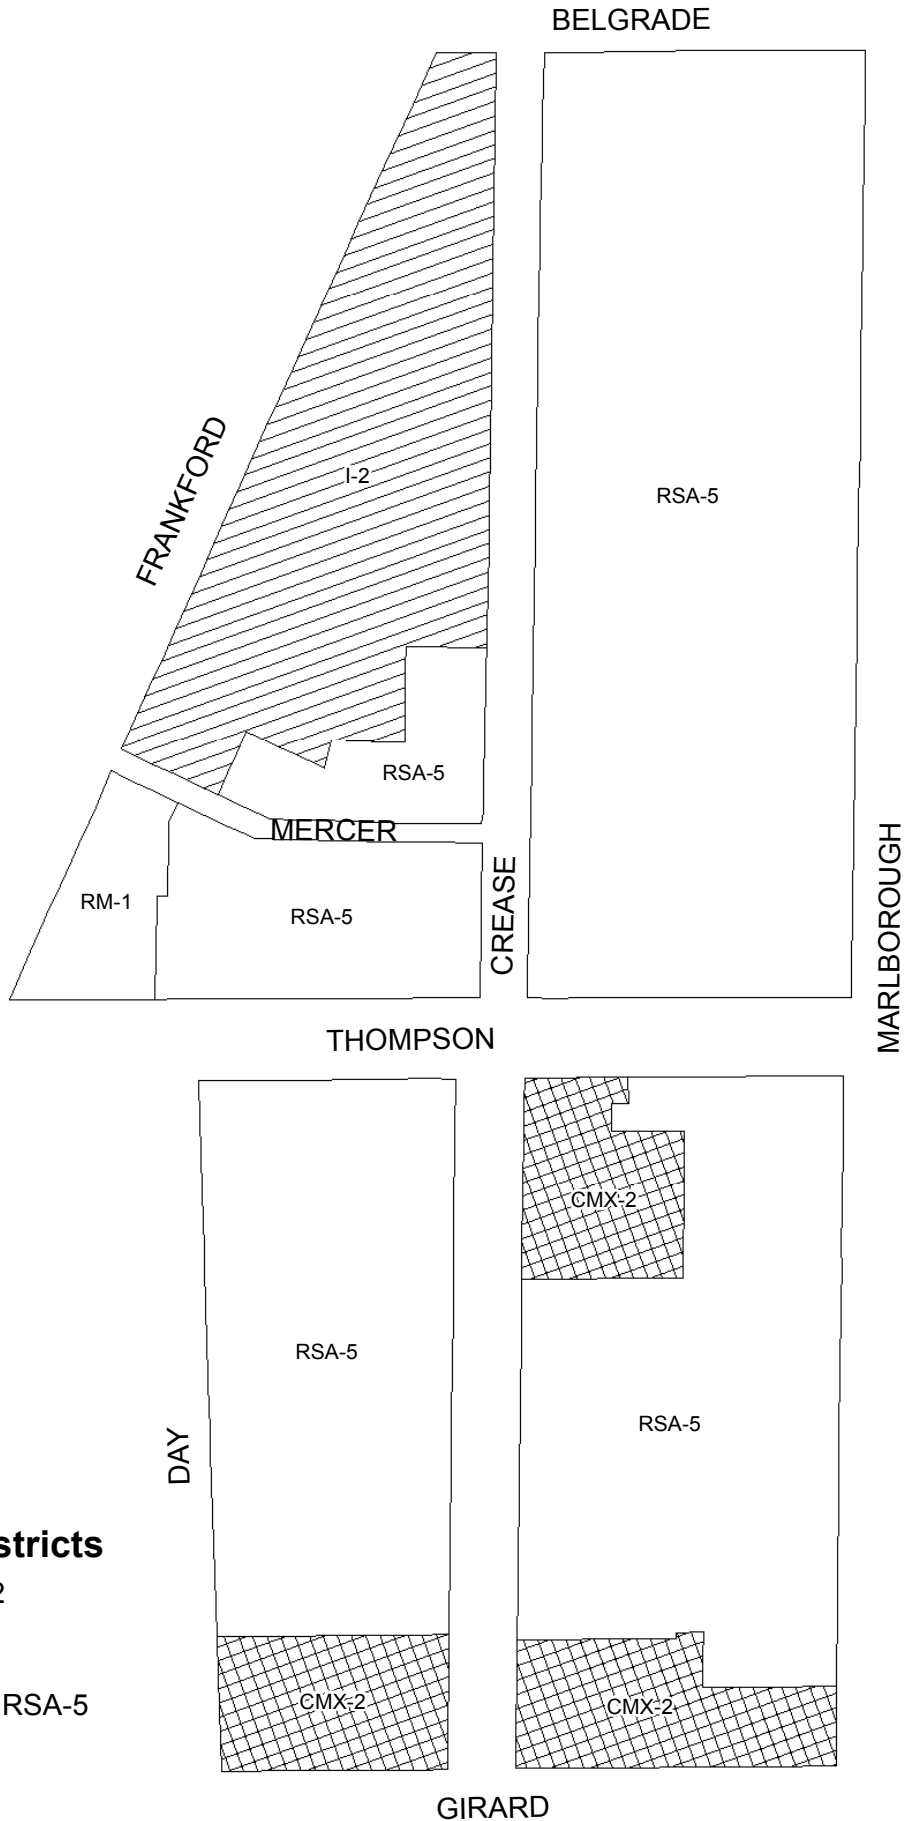 BELGRADE
FRANKFORD
I-2
RSA-5
RSA-5
MERCER
RM-1
RSA-5
CREASE
MARLBOROUGH
THOMPSON
CMX-2
RSA-5
RSA-5
DAY
stricts
2
RSA-5
CMX-2
CMX-2
GIRARD